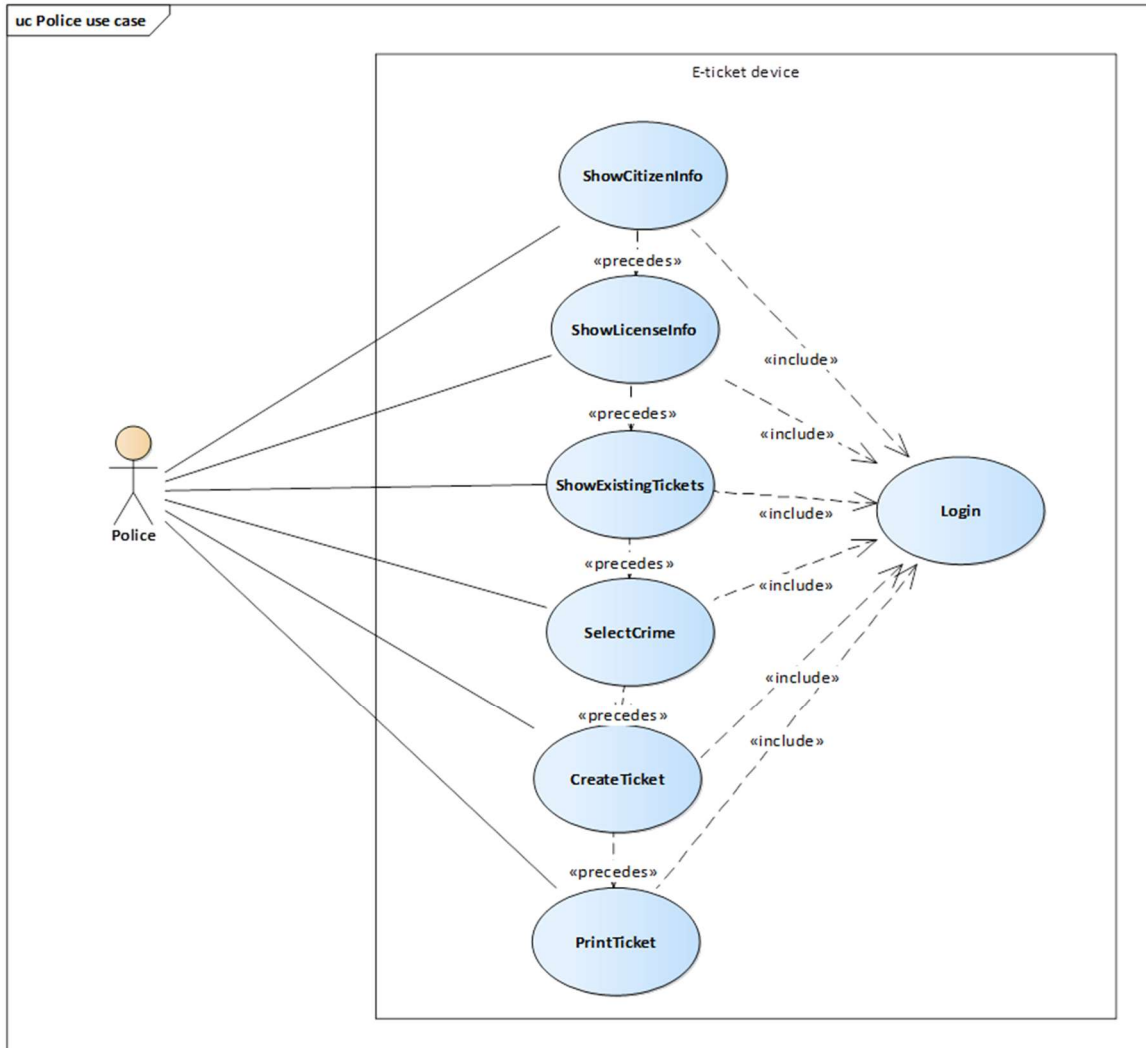 uc Police use case
E-ticket device
ShowCitizenInfo
«precedes»
ShowLicenseInfo
«include»
«precedes»
«include»
ShowExistingTickets
Login
«include»
Police
«precedes»
«include»
SelectCrime
«include»
«precedes»
«include»
CreateTicket
«precedes»
PrintTicket